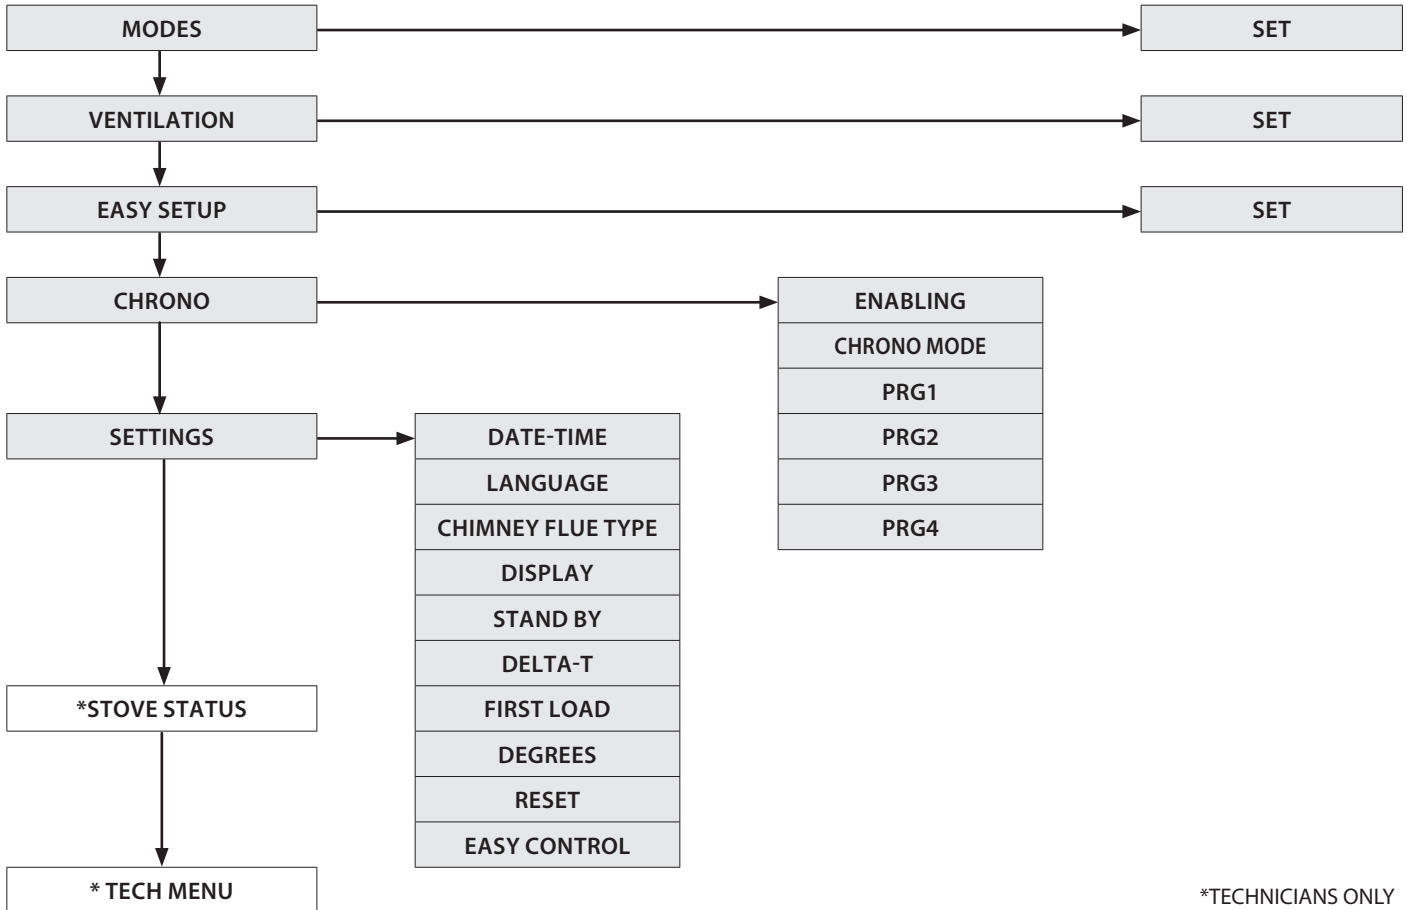 MODES
SET
VENTILATION
SET
EASY SETUP
SET
CHRONO
ENABLING
CHRONO MODE
PRG1
PRG2
PRG3
PRG4
SETTINGS
DATE-TIME
LANGUAGE
CHIMNEY FLUE TYPE
DISPLAY
STAND BY
DELTA-T
FIRST LOAD
DEGREES
RESET
EASY CONTROL
*STOVE STATUS
* TECH MENU
*TECHNICIANS ONLY